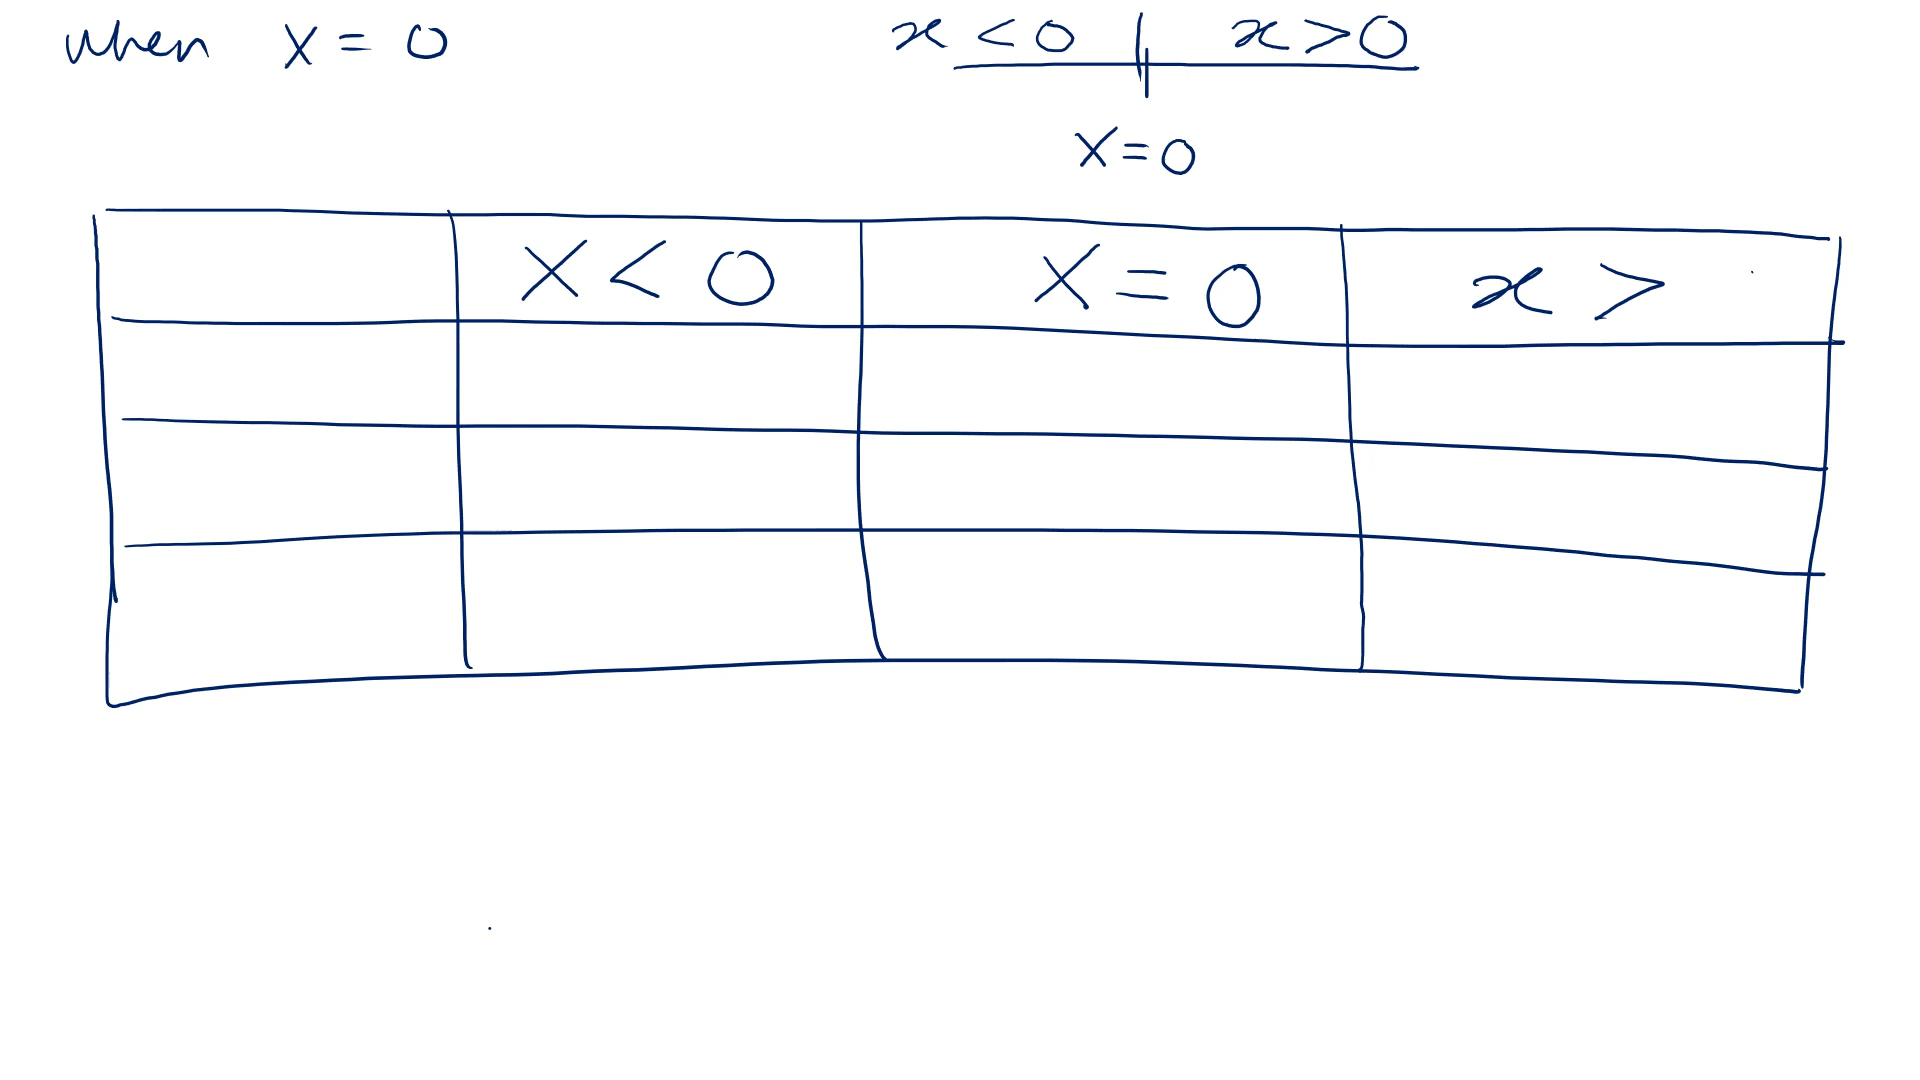 when x = 0
x < 0 | x > 0
x = 0
x < 0 x = 0 x >